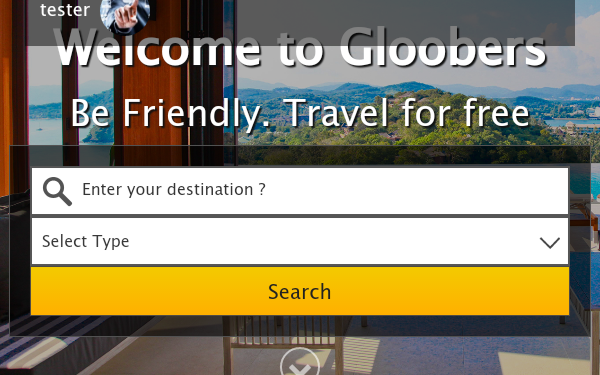 tester
Welcome to Gloobers
Be Friendly. Travel for free
Enter your destination ?
Select Type
Search